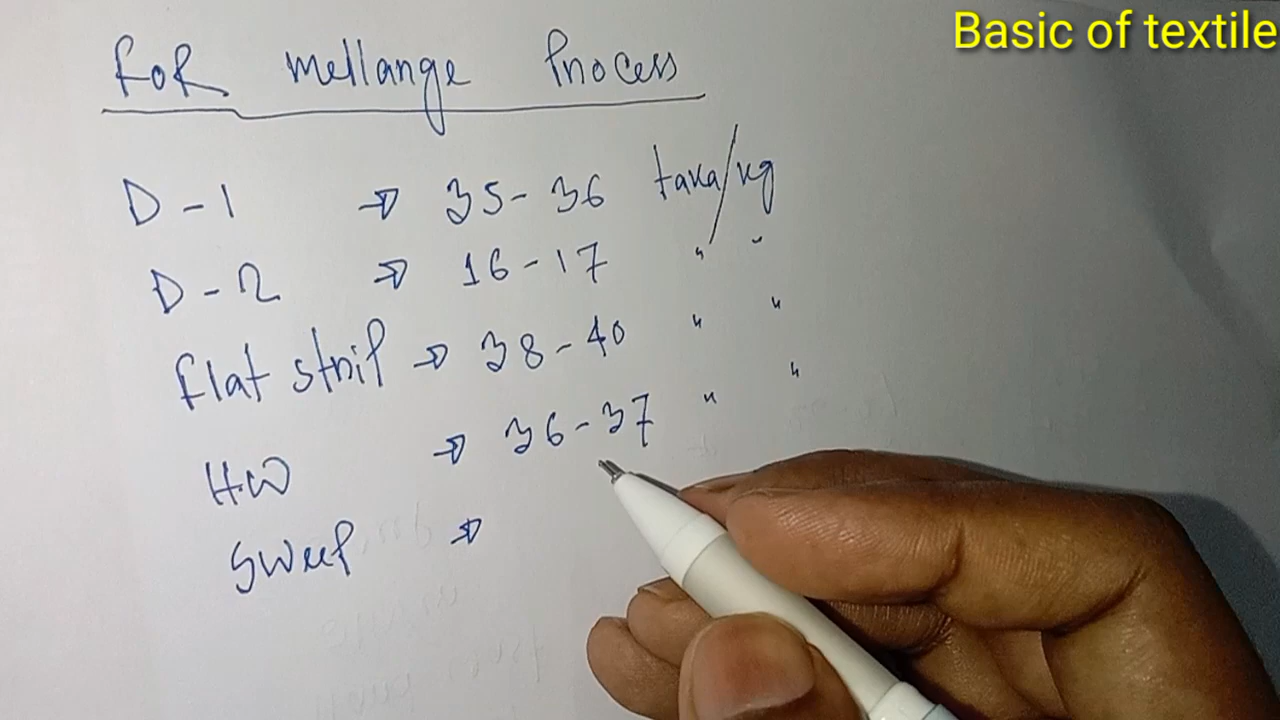 Basic of textile
FOR mellange Process
D-1 → 35-36 taka/kg
D-2 → 16-17 " "
Flat strip → 38-40 " "
H.W → 36-37 " "
Sweep →